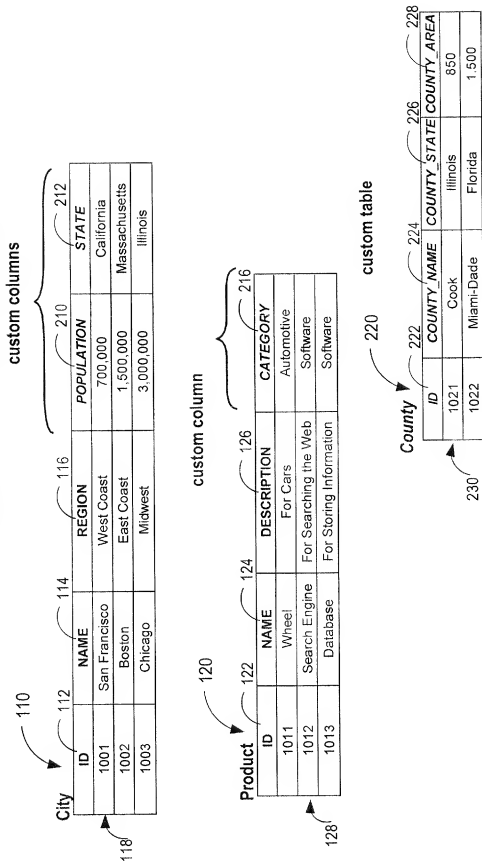 custom columns
110
112
114
116
210
212
City
ID NAME REGION POPULATION STATE
1001 San Francisco West Coast 700,000 California
1002 Boston East Coast 1,500,000 Massachusetts
1003 Chicago Midwest 3,000,000 Illinois
118
custom column
120
122
124
126
216
Product
ID NAME DESCRIPTION CATEGORY
1011 Wheel For Cars Automotive
1012 Search Engine For Searching the Web Software
1013 Database For Storing Information Software
128
custom table
220
222
224
226
228
County
ID COUNTY_NAME COUNTY_STATE COUNTY_AREA
1021 Cook Illinois 850
1022 Miami-Dade Florida 1.500
230